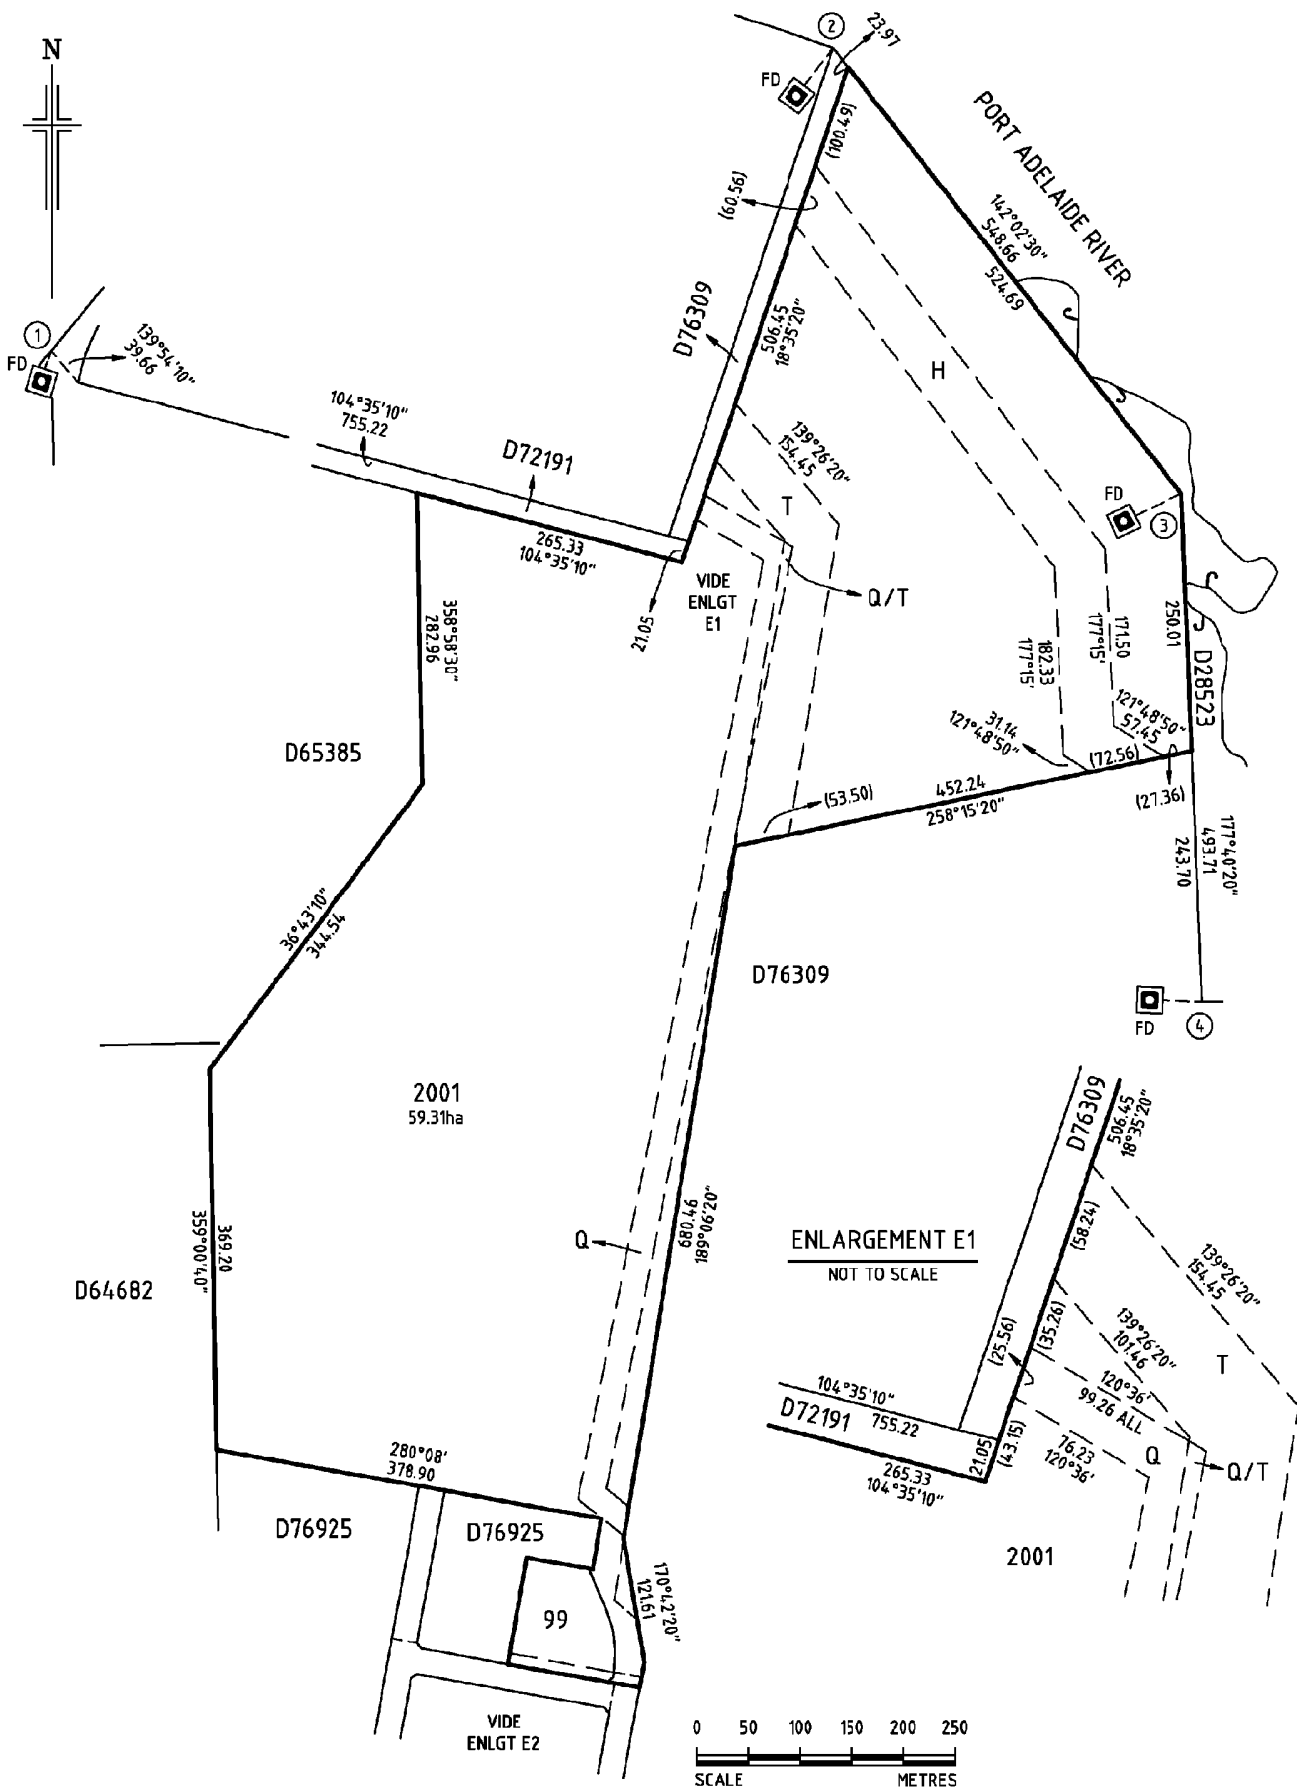 N
2
23.97
FD
PORT ADELAIDE RIVER
(100.49)
(60.56)
142°02'30"
548.66
524.69
D76309
506.45
18°35'20"
H
1
FD
139°54'10"
39.66
104°35'10"
755.22
D72191
139°26'20"
154.45
T
FD
3
265.33
104°35'10"
VIDE
ENLGT
E1
Q/T
21.05
358°58'30"
282.96
182.33
177°15'
171.50
177°15'
250.01
D28523
D65385
31.14
121°48'50"
121°48'50"
57.45
(72.56)
(27.36)
(53.50)
452.24
258°15'20"
177°40'20"
493.71
243.70
36°43'10"
344.54
D76309
FD
4
2001
59.31ha
359°00'40"
369.20
D64682
Q
680.46
189°06'20"
ENLARGEMENT E1
NOT TO SCALE
D76309
506.45
18°35'20"
(58.24)
139°26'20"
154.45
(35.26)
(25.56)
139°26'20"
101.46
T
120°36'
99.26 ALL
104°35'10"
755.22
D72191
21.05
(43.15)
76.23
120°36'
Q
Q/T
265.33
104°35'10"
2001
280°08'
378.90
D76925
D76925
99
170°42'20"
121.61
VIDE
ENLGT E2
0 50 100 150 200 250
SCALE METRES